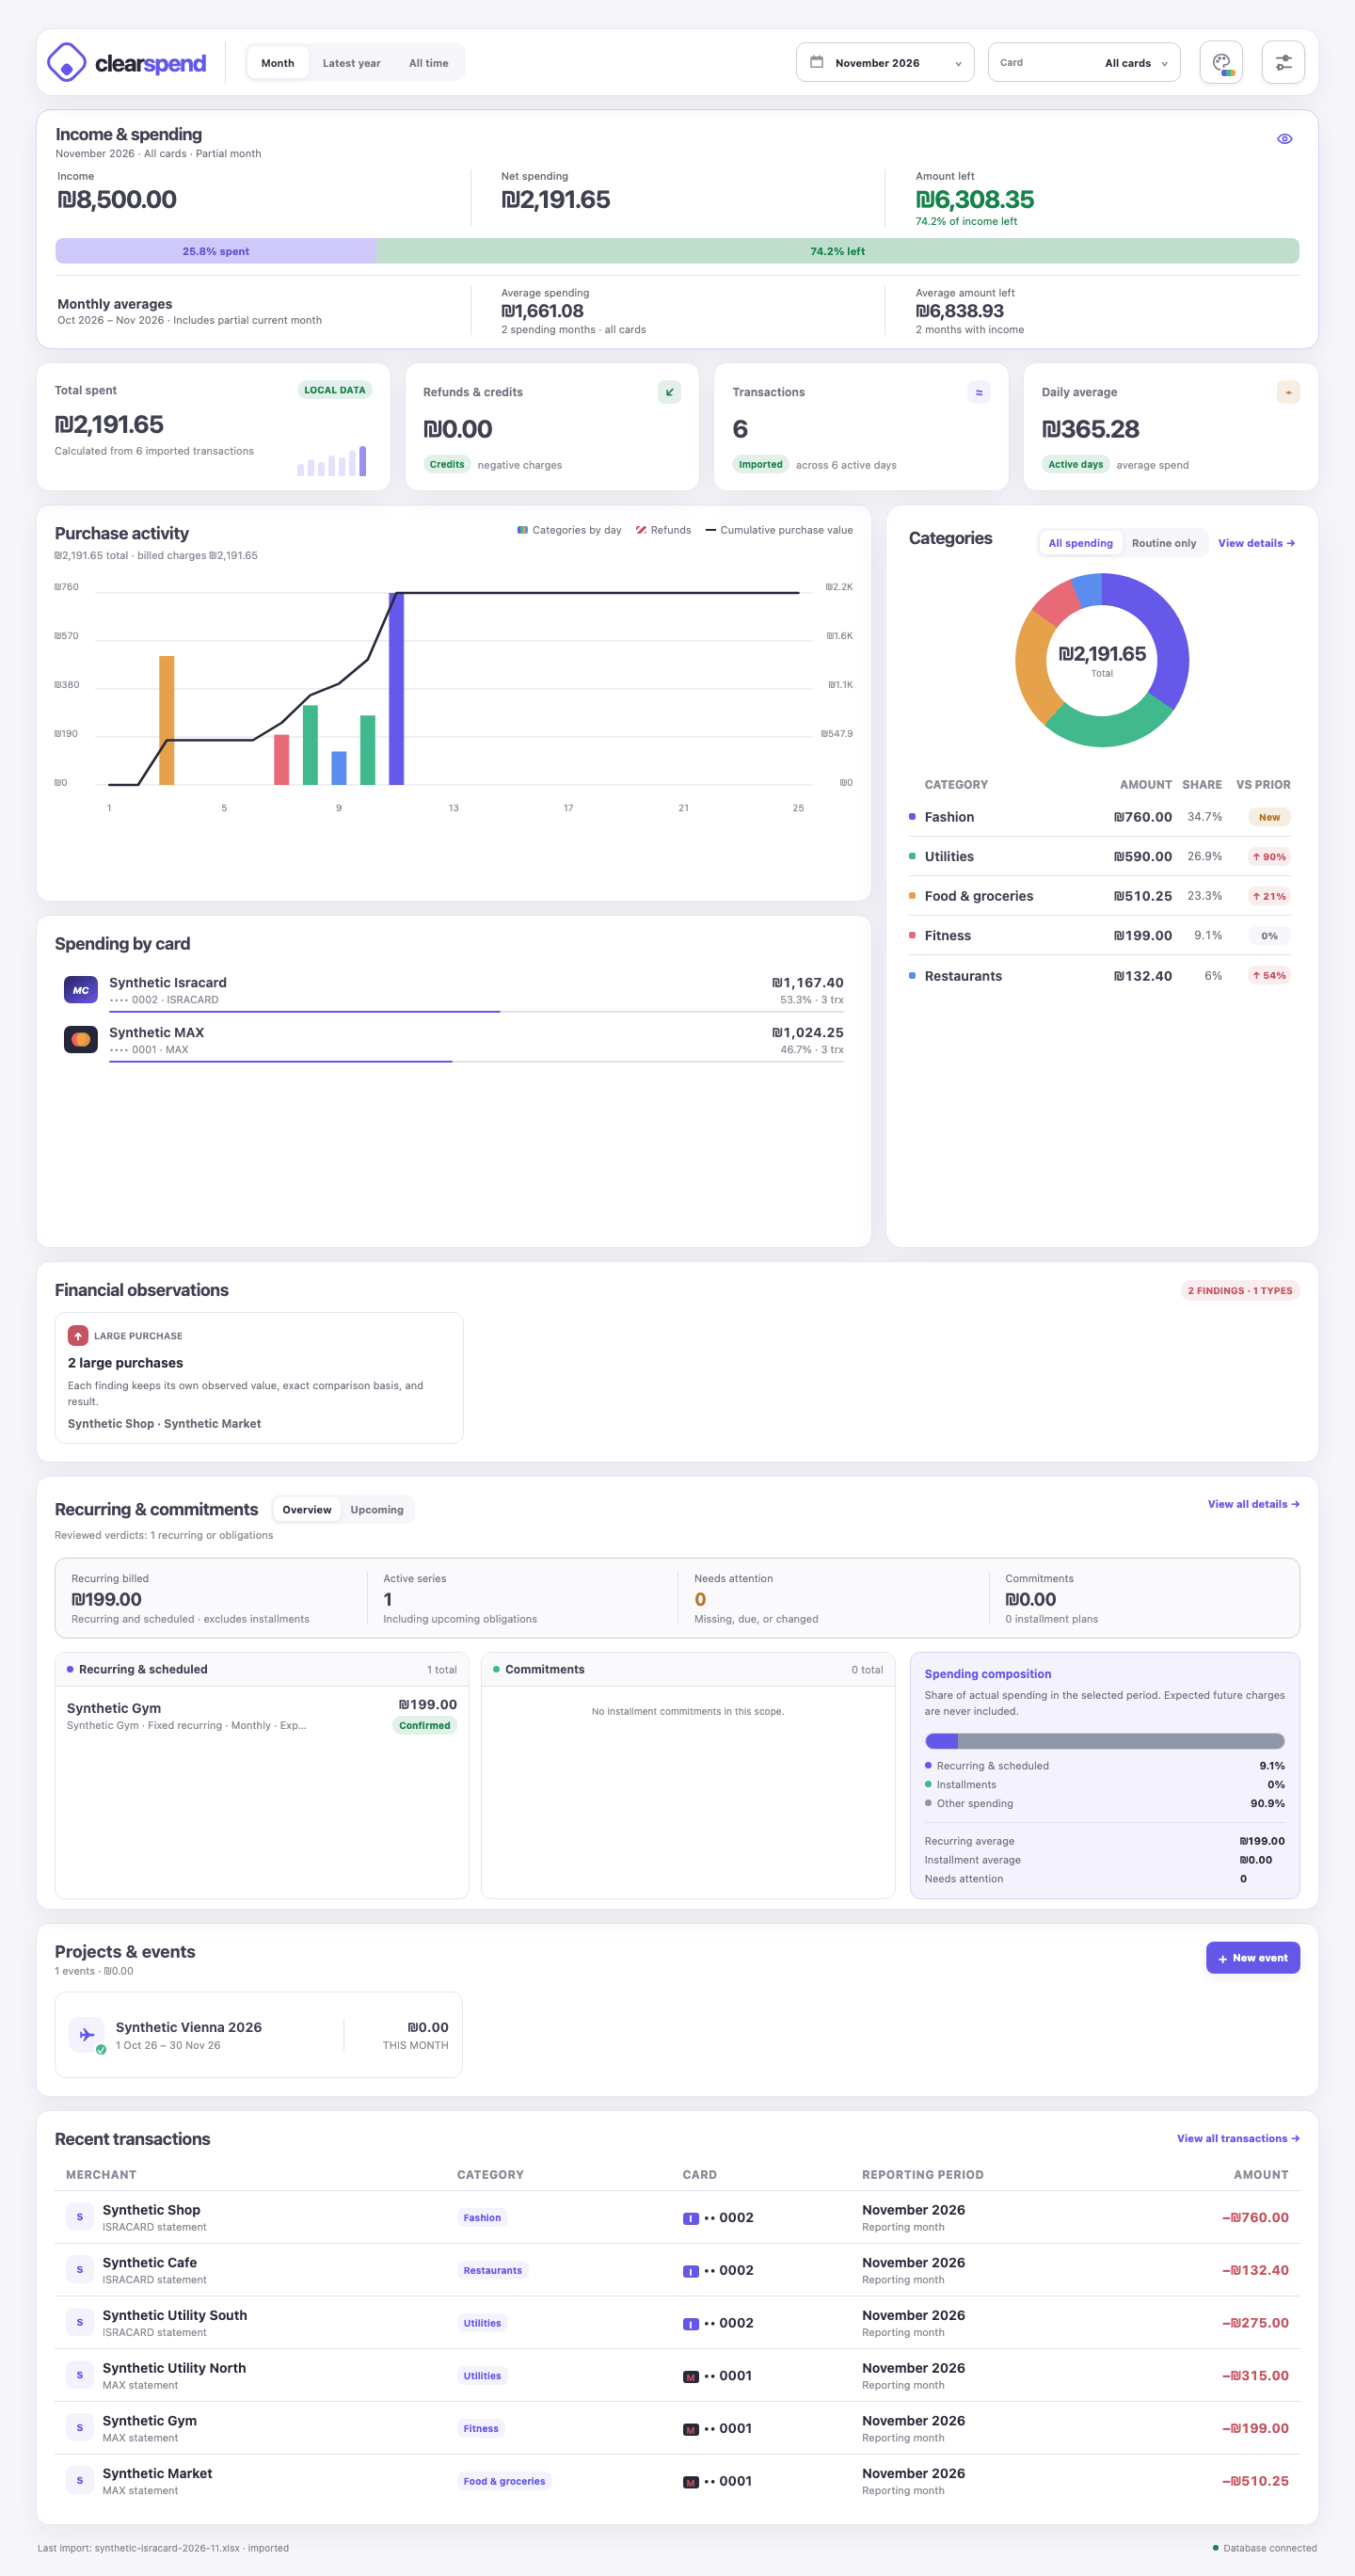 clearspend
Month Latest year All time
November 2026
Card All cards
Income & spending
November 2026 · All cards · Partial month
Income Net spending Amount left
₪8,500.00 ₪2,191.65 ₪6,308.35
74.2% of income left
25.8% spent 74.2% left
Monthly averages
Oct 2026 – Nov 2026 · Includes partial current month
Average spending
₪1,661.08
2 spending months · all cards
Average amount left
₪6,838.93
2 months with income
Total spent LOCAL DATA
₪2,191.65
Calculated from 6 imported transactions
Refunds & credits
₪0.00
Credits negative charges
Transactions ≈
6
Imported across 6 active days
Daily average
₪365.28
Active days average spend
Purchase activity
₪2,191.65 total · billed charges ₪2,191.65
Categories by day Refunds Cumulative purchase value
₪760 ₪2.2K
₪570 ₪1.6K
₪380 ₪1.1K
₪190 ₪547.9
₪0 ₪0
1 5 9 13 17 21 25
Categories
All spending Routine only View details →
₪2,191.65
Total
CATEGORY AMOUNT SHARE VS PRIOR
Fashion ₪760.00 34.7% New
Utilities ₪590.00 26.9% ↑ 90%
Food & groceries ₪510.25 23.3% ↑ 21%
Fitness ₪199.00 9.1% 0%
Restaurants ₪132.40 6% ↑ 54%
Spending by card
MC Synthetic Isracard ₪1,167.40
•••• 0002 · ISRACARD 53.3% · 3 trx
Synthetic MAX ₪1,024.25
•••• 0001 · MAX 46.7% · 3 trx
Financial observations 2 FINDINGS · 1 TYPES
↑ LARGE PURCHASE
2 large purchases
Each finding keeps its own observed value, exact comparison basis, and
result.
Synthetic Shop · Synthetic Market
Recurring & commitments Overview Upcoming View all details →
Reviewed verdicts: 1 recurring or obligations
Recurring billed Active series Needs attention Commitments
₪199.00 1 0 ₪0.00
Recurring and scheduled · excludes installments Including upcoming obligations Missing, due, or changed 0 installment plans
Recurring & scheduled 1 total
Synthetic Gym ₪199.00
Synthetic Gym · Fixed recurring · Monthly · Exp... Confirmed
Commitments 0 total
No installment commitments in this scope.
Spending composition
Share of actual spending in the selected period. Expected future charges
are never included.
Recurring & scheduled 9.1%
Installments 0%
Other spending 90.9%
Recurring average ₪199.00
Installment average ₪0.00
Needs attention 0
Projects & events + New event
1 events · ₪0.00
Synthetic Vienna 2026 ₪0.00
1 Oct 26 – 30 Nov 26 THIS MONTH
Recent transactions View all transactions →
MERCHANT CATEGORY CARD REPORTING PERIOD AMOUNT
S Synthetic Shop Fashion I •• 0002 November 2026 –₪760.00
ISRACARD statement Reporting month
S Synthetic Cafe Restaurants I •• 0002 November 2026 –₪132.40
ISRACARD statement Reporting month
S Synthetic Utility South Utilities I •• 0002 November 2026 –₪275.00
ISRACARD statement Reporting month
S Synthetic Utility North Utilities M •• 0001 November 2026 –₪315.00
MAX statement Reporting month
S Synthetic Gym Fitness M •• 0001 November 2026 –₪199.00
MAX statement Reporting month
S Synthetic Market Food & groceries M •• 0001 November 2026 –₪510.25
MAX statement Reporting month
Last import: synthetic-isracard-2026-11.xlsx · imported Database connected